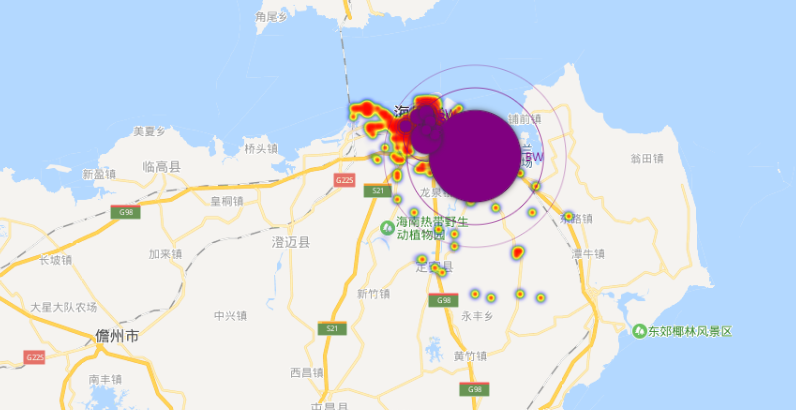 角尾乡
海
铺前镇
美夏乡
桥头镇
BW
翁田镇
新盈镇
临高县
G225
S21
龙泉
皇桐镇
G98
东路镇
海南热带野生
动植物园
澄迈县
长坡镇
加来镇
潭牛镇
定安县
新竹镇
G98
大星大队农场
中兴镇
永丰乡
S21
儋州市
东郊椰林风景区
G225
黄竹镇
西昌镇
南丰镇
G98
屯昌县